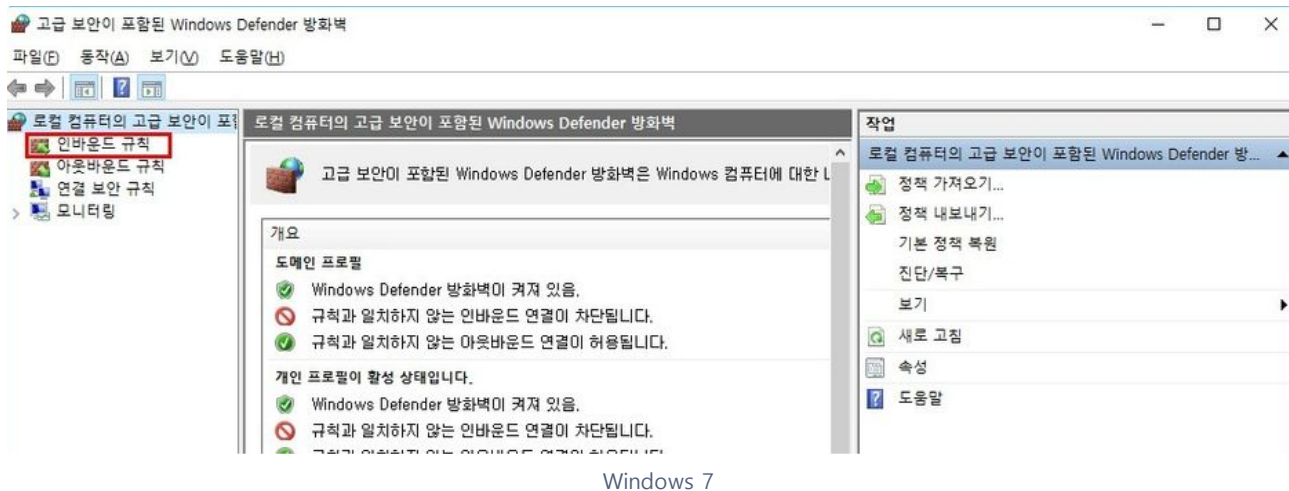 고급 보안이 포함된 Windows Defender 방화벽
파일(F) 동작(A) 보기(V) 도움말(H)
로컬 컴퓨터의 고급 보안이 포함
인바운드 규칙
아웃바운드 규칙
연결 보안 규칙
모니터링
로컬 컴퓨터의 고급 보안이 포함된 Windows Defender 방화벽
고급 보안이 포함된 Windows Defender 방화벽은 Windows 컴퓨터에 대한
개요
도메인 프로필
Windows Defender 방화벽이 켜져 있음.
규칙과 일치하지 않는 인바운드 연결이 차단됩니다.
규칙과 일치하지 않는 아웃바운드 연결이 허용됩니다.
개인 프로필이 활성 상태입니다.
Windows Defender 방화벽이 켜져 있음.
규칙과 일치하지 않는 인바운드 연결이 차단됩니다.
작업
로컬 컴퓨터의 고급 보안이 포함된 Windows Defender 방...
정책 가져오기...
정책 내보내기...
기본 정책 복원
진단/복구
보기
새로 고침
속성
도움말
Windows 7